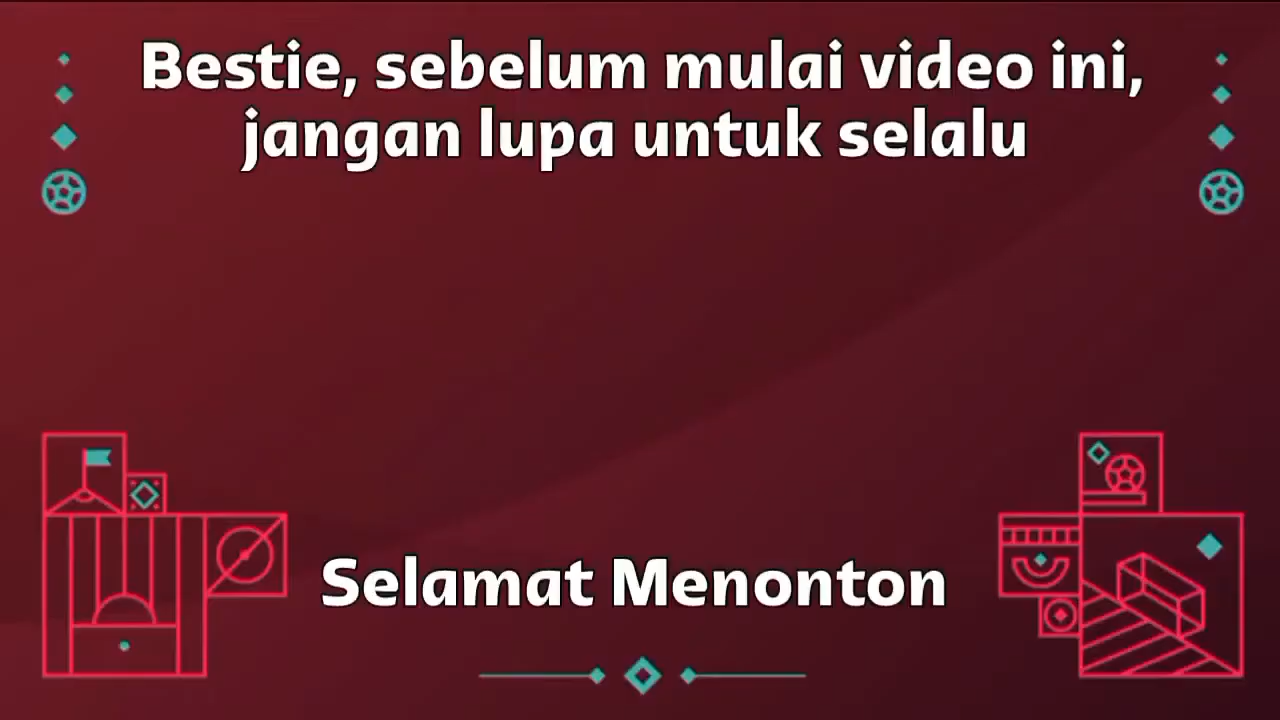 Bestie, sebelum mulai video ini,
jangan lupa untuk selalu
Selamat Menonton